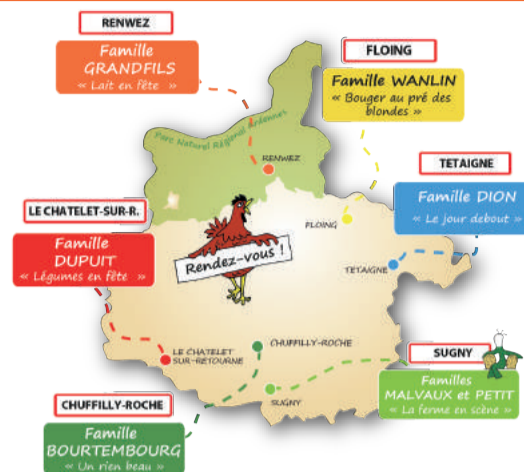 RENWEZ
Famille
GRANDFILS
« Lait en fête »
FLOING
Famille WANLIN
« Bouger au pré des
blondes »
Parc Naturel Régional Ardennes
RENWEZ
TETAIGNE
Famille DION
« Le jour debout »
LE CHATELET-SUR-R.
Famille
DUPUIT
« Légumes en fête »
FLOING
Rendez-vous !
TETAIGNE
CHUFFILLY-ROCHE
LE CHATELET
SUR-RETOURNE
SUGNY
Familles
MALVAUX et PETIT
« La ferme en scène »
SUGNY
CHUFFILLY-ROCHE
Famille
BOURTEMBOURG
« Un rien beau »